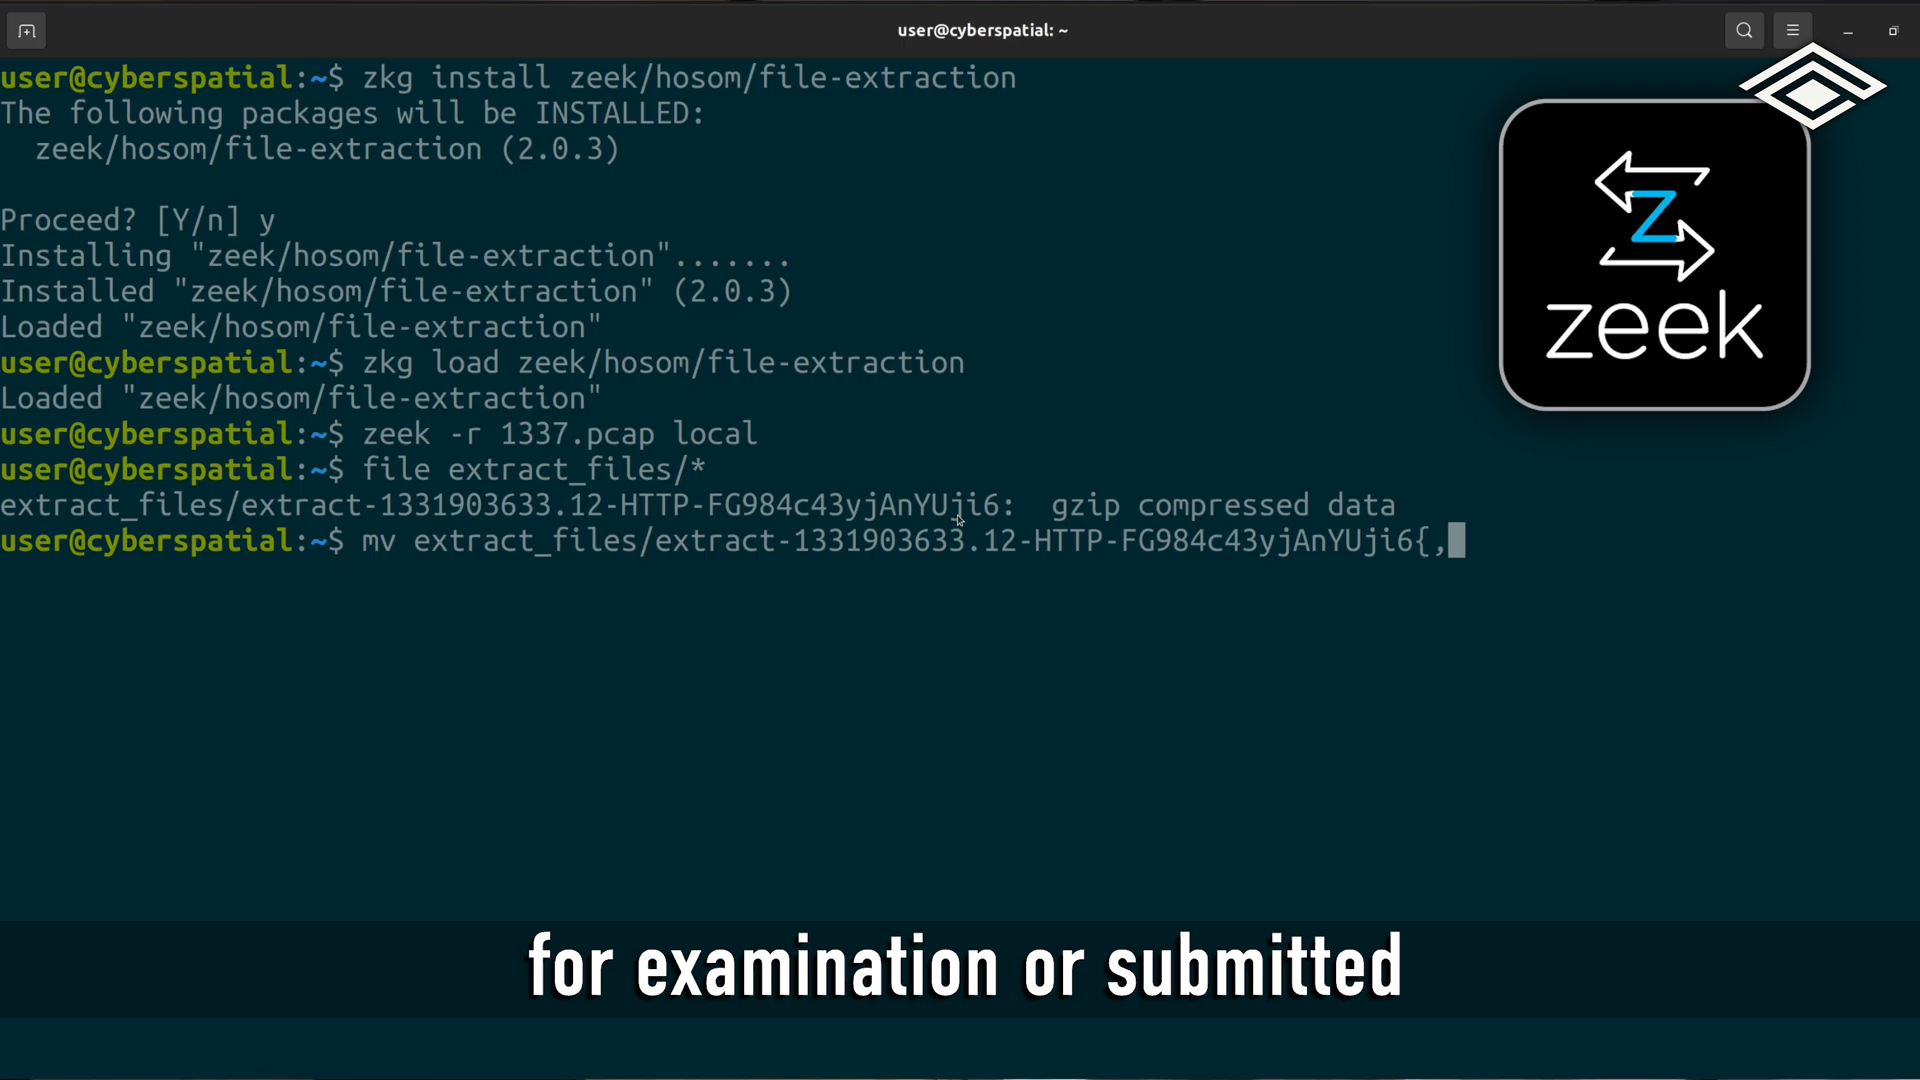 user@cyberspatial: ~
user@cyberspatial:~$ zkg install zeek/hosom/file-extraction
The following packages will be INSTALLED:
zeek/hosom/file-extraction (2.0.3)
Proceed? [Y/n] y
Installing "zeek/hosom/file-extraction".......
Installed "zeek/hosom/file-extraction" (2.0.3)
Loaded "zeek/hosom/file-extraction"
user@cyberspatial:~$ zkg load zeek/hosom/file-extraction
Loaded "zeek/hosom/file-extraction"
user@cyberspatial:~$ zeek -r 1337.pcap local
user@cyberspatial:~$ file extract_files/*
extract_files/extract-1331903633.12-HTTP-FG984c43yjAnYUji6: gzip compressed data
user@cyberspatial:~$ mv extract_files/extract-1331903633.12-HTTP-FG984c43yjAnYUji6{,
Z
zeek
for examination or submitted